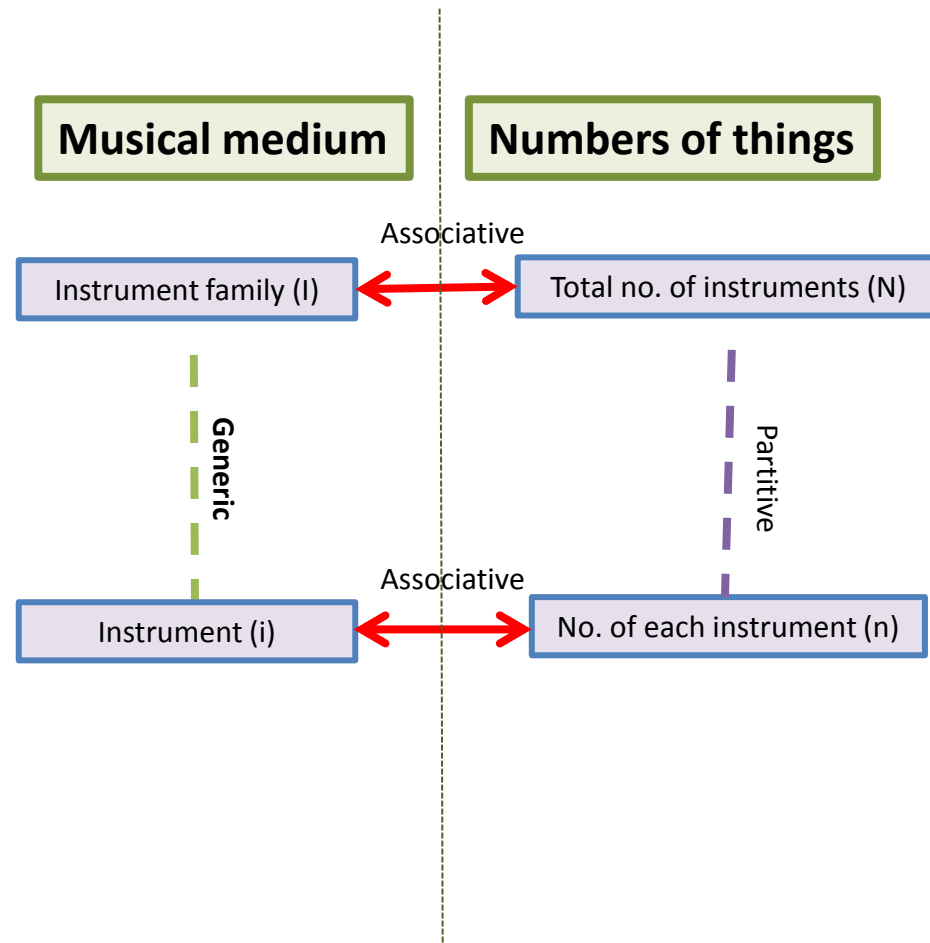 Musical medium
Numbers of things
Associative
Instrument family (I)
Total no. of instruments (N)
Generic
Partitive
Associative
Instrument (i)
No. of each instrument (n)